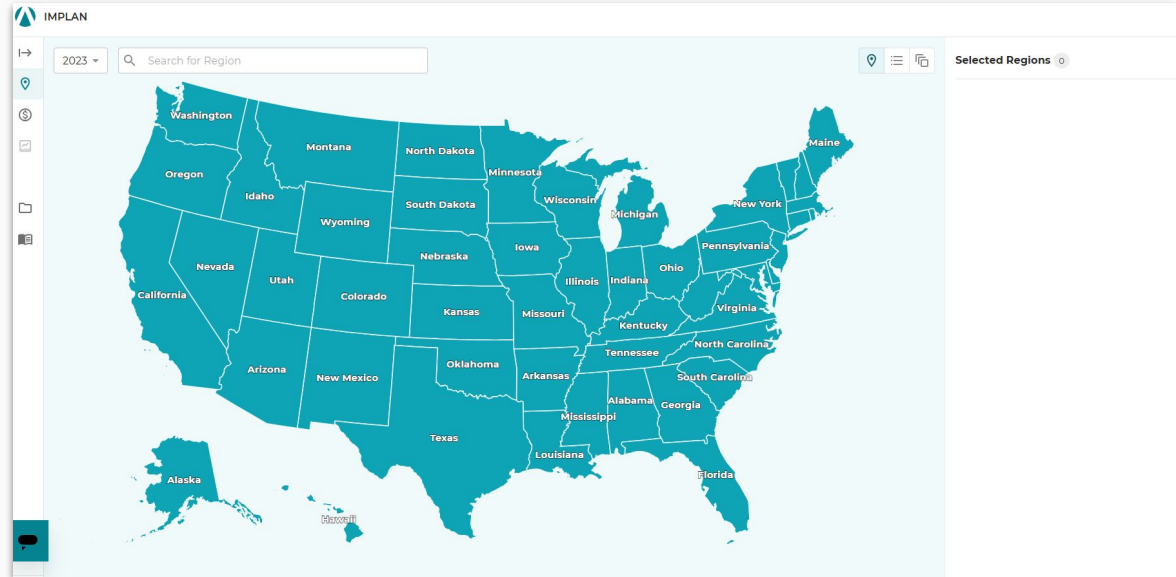 IMPLAN
2023
Search for Region
Selected Regions 0
Washington
Maine
Montana
North Dakota
Minnesota
Oregon
Idaho
South Dakota
Wisconsin
New York
Michigan
Wyoming
Pennsylvania
Iowa
Nebraska
Ohio
Nevada
Utah
Illinois
Indiana
California
Colorado
Virginia
Kansas
Missouri
Kentucky
North Carolina
Tennessee
Oklahoma
Arizona
New Mexico
Arkansas
South Carolina
Alabama
Georgia
Mississippi
Texas
Louisiana
Florida
Alaska
Hawaii